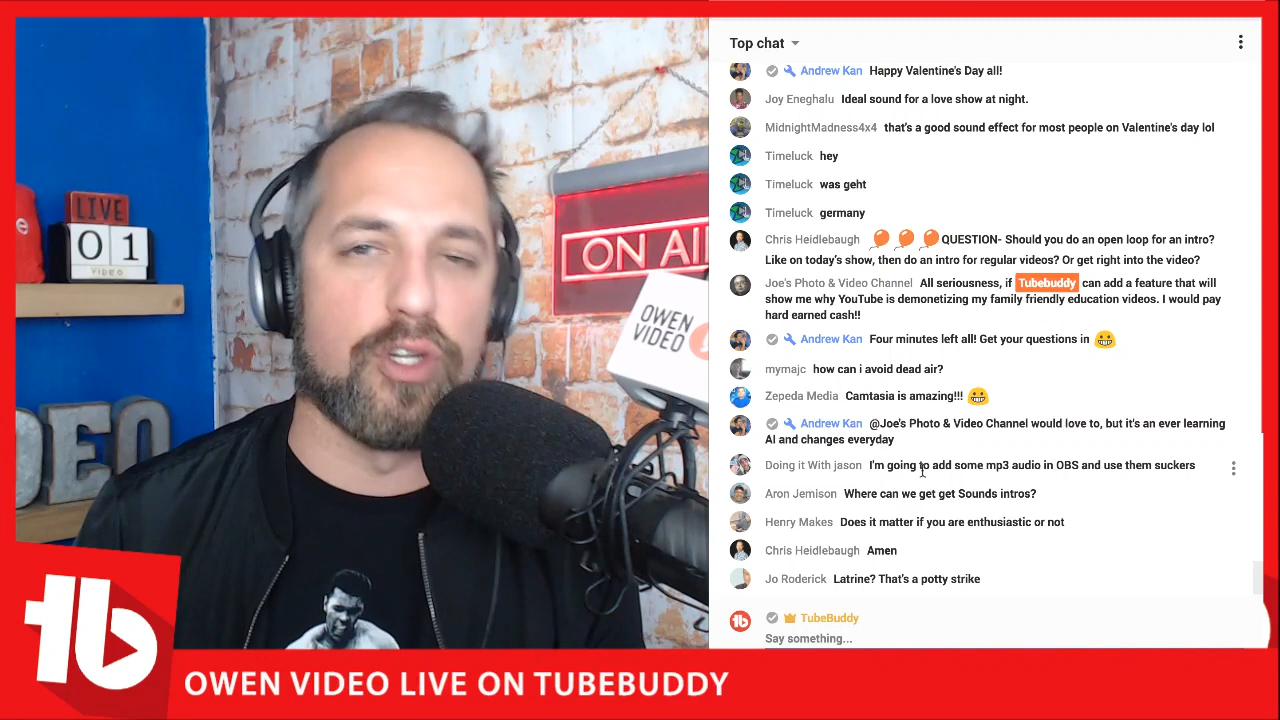 LIVE
01
VIDEO
ON AI
OWEN
VIDEO
Top chat
Andrew Kan Happy Valentine's Day all!
Joy Eneghalu Ideal sound for a love show at night.
MidnightMadness4x4 that's a good sound effect for most people on Valentine's day lol
Timeluck hey
Timeluck was geht
Timeluck germany
Chris Heidlebaugh QUESTION- Should you do an open loop for an intro?
Like on today's show, then do an intro for regular videos? Or get right into the video?
Joe's Photo & Video Channel All seriousness, if Tubebuddy can add a feature that will
show me why YouTube is demonetizing my family friendly education videos. I would pay
hard earned cash!!
Andrew Kan Four minutes left all! Get your questions in
mymajc how can i avoid dead air?
Zepeda Media Camtasia is amazing!!!
Andrew Kan @Joe's Photo & Video Channel would love to, but it's an ever learning
AI and changes everyday
Doing it With jason I'm going to add some mp3 audio in OBS and use them suckers
Aron Jemison Where can we get get Sounds intros?
Henry Makes Does it matter if you are enthusiastic or not
Chris Heidlebaugh Amen
Jo Roderick Latrine? That's a potty strike
TubeBuddy
Say something...
EO
tb
OWEN VIDEO LIVE ON TUBEBUDDY